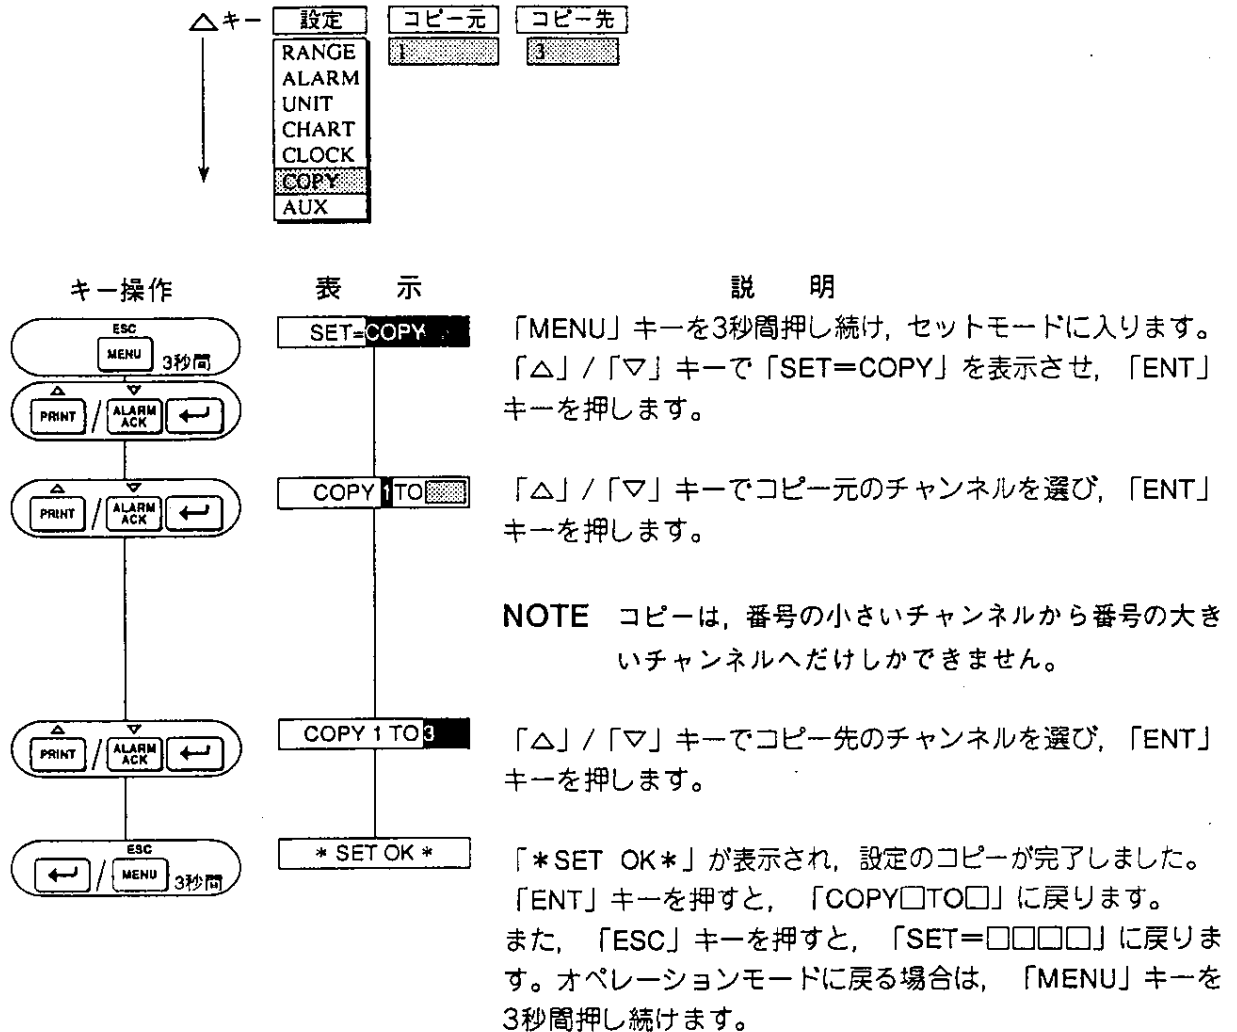 △キー 設定 コピー元 コピー先
RANGE 1 3
ALARM
UNIT
CHART
CLOCK
COPY
AUX
キー操作 表 示 説 明
ESC
MENU 3秒間
SET=COPY
「MENU」キーを3秒間押し続け，セットモードに入ります。
「△」/「▽」キーで「SET＝COPY」を表示させ，「ENT」
キーを押します。
△ ▽
PRINT / ALARM ACK ↵
△ ▽
PRINT / ALARM ACK ↵
COPY 1 TO
「△」/「▽」キーでコピー元のチャンネルを選び，「ENT」
キーを押します。
NOTE コピーは，番号の小さいチャンネルから番号の大き
いチャンネルへだけしかできません。
△ ▽
PRINT / ALARM ACK ↵
COPY 1 TO 3
「△」/「▽」キーでコピー先のチャンネルを選び，「ENT」
キーを押します。
ESC
↵ / MENU 3秒間
* SET OK *
「*SET OK*」が表示され，設定のコピーが完了しました。
「ENT」キーを押すと，「COPY□TO□」に戻ります。
また，「ESC」キーを押すと，「SET＝□□□□」に戻りま
す。オペレーションモードに戻る場合は，「MENU」キーを
3秒間押し続けます。